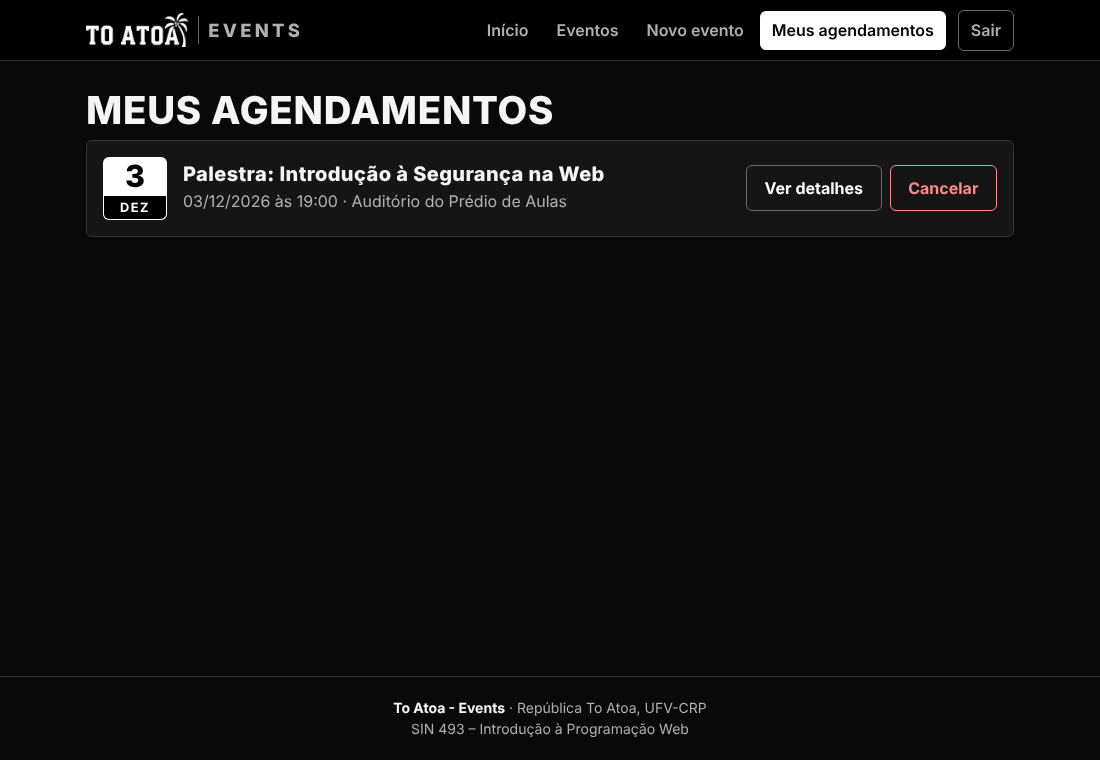 TO ATOA EVENTS Início Eventos Novo evento Meus agendamentos Sair
MEUS AGENDAMENTOS
3
DEZ
Palestra: Introdução à Segurança na Web
03/12/2026 às 19:00 · Auditório do Prédio de Aulas
Ver detalhes Cancelar
To Atoa - Events · República To Atoa, UFV-CRP
SIN 493 – Introdução à Programação Web